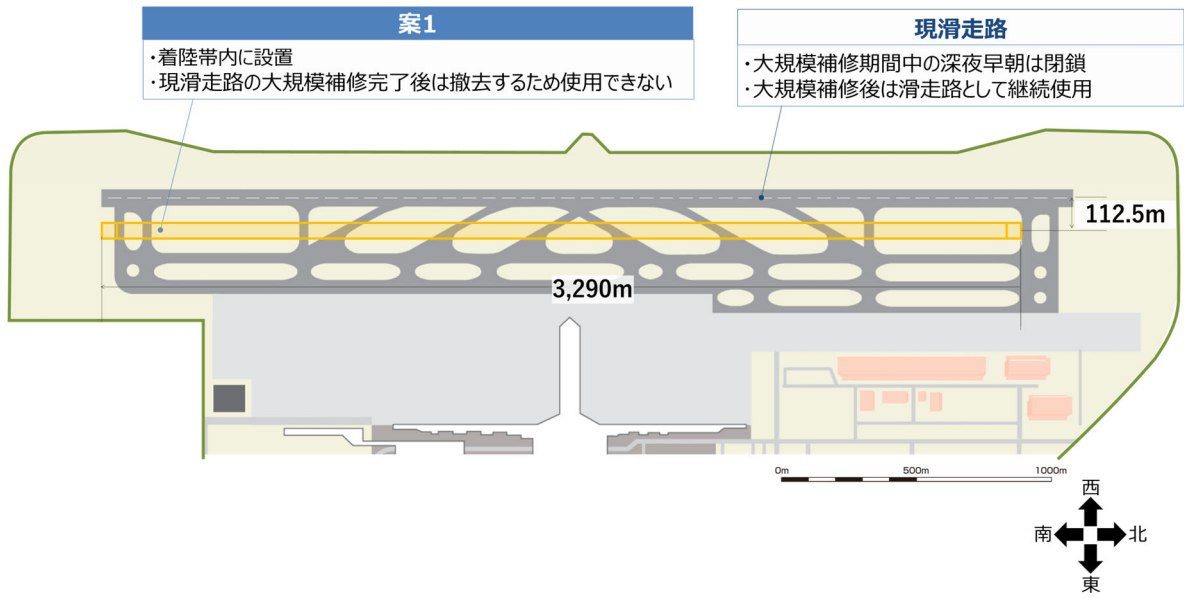 案1
・着陸帯内に設置
・現滑走路の大規模補修完了後は撤去するため使用できない
現滑走路
・大規模補修期間中の深夜早朝は閉鎖
・大規模補修後は滑走路として継続使用
112.5m
3,290m
0m 500m 1000m
西
南 北
東